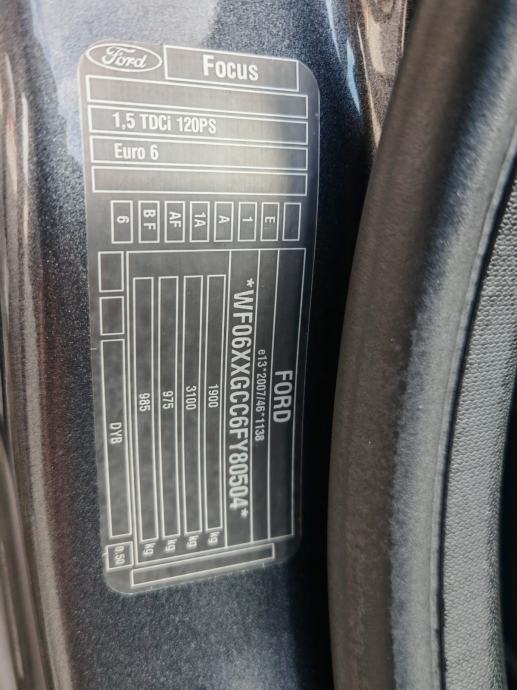 Ford
Focus
1,5 TDCi 120PS
Euro 6
6 BF AF 1A A 1 E
FORD
e13*2007/46*1138
*WF06XXGCC6FY80504*
1900 kg
3100 kg
975 kg
985 kg
DYB 0,50